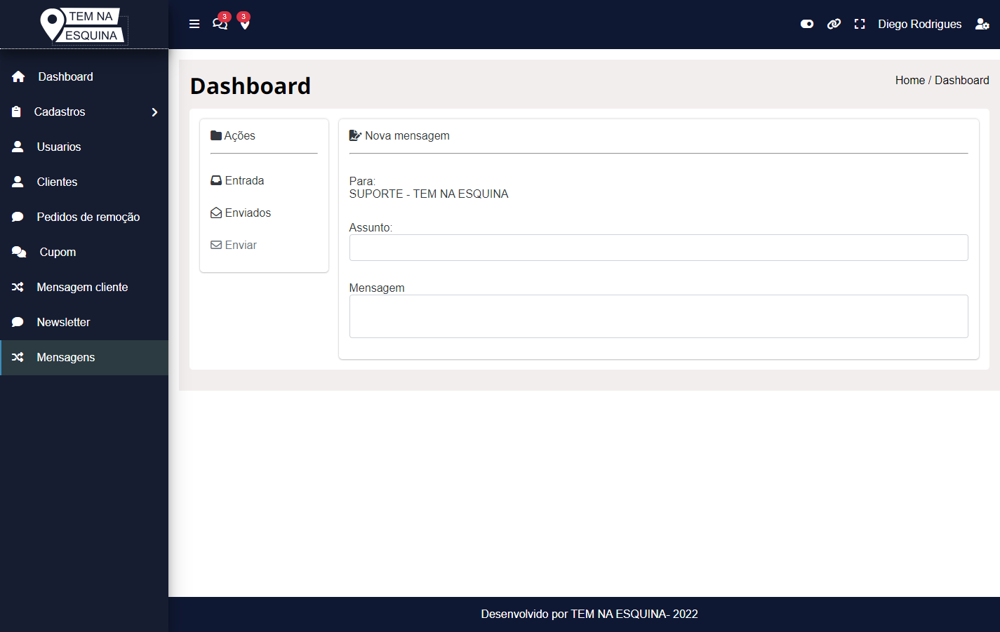 TEM NA
ESQUINA
3
3
Diego Rodrigues
Dashboard
Cadastros
Usuarios
Clientes
Pedidos de remoção
Cupom
Mensagem cliente
Newsletter
Mensagens
Dashboard
Home / Dashboard
Ações
Entrada
Enviados
Enviar
Nova mensagem
Para:
SUPORTE - TEM NA ESQUINA
Assunto:
Mensagem
Desenvolvido por TEM NA ESQUINA- 2022